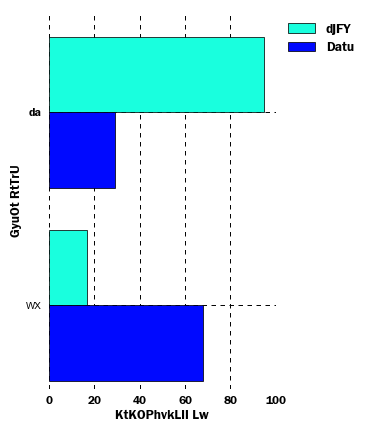 dJFY
Datu
da
WX
GyuOt RtTrU
0 20 40 60 80 100
KtKOPhvkLII Lw